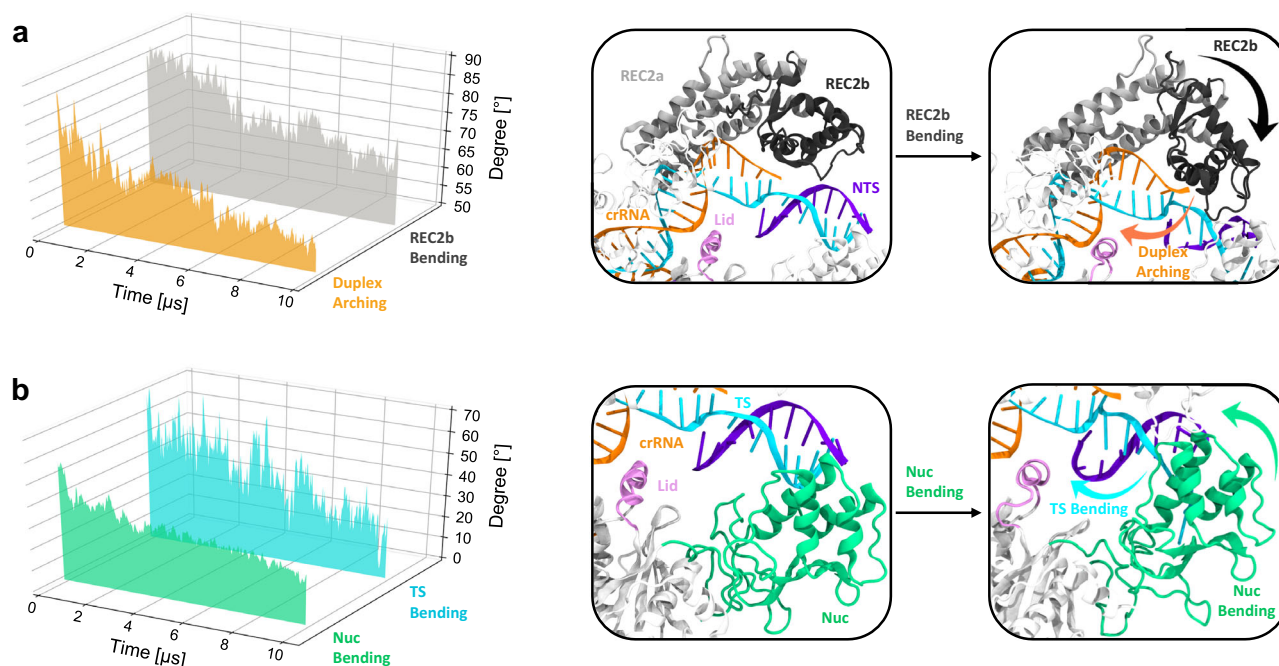 a
90
85
80
75
70
65
60
55
50
Degree [°]
0
2
4
6
8
10
Time [µs]
REC2b
Bending
Duplex
Arching
REC2a
REC2b
crRNA
Lid
NTS
REC2b
Bending
REC2b
Duplex
Arching
b
70
60
50
40
30
20
10
0
Degree [°]
0
2
4
6
8
10
Time [µs]
TS
Bending
Nuc
Bending
TS
crRNA
Lid
Nuc
Nuc
Bending
TS Bending
Nuc
Bending